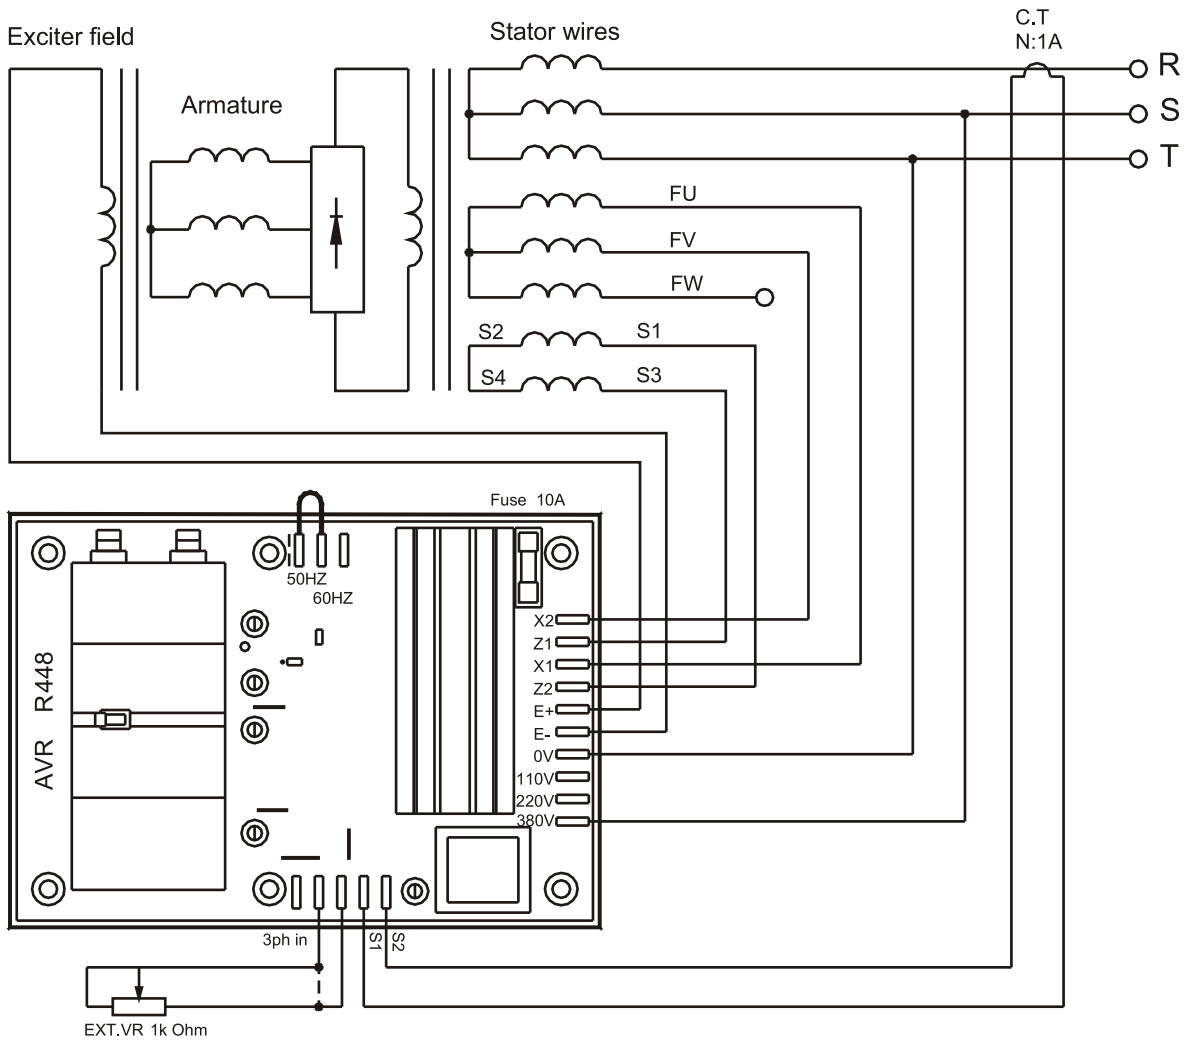 C.T
N:1A
Exciter field
Stator wires
R
S
T
Armature
FU
FV
FW
S2
S1
S4
S3
Fuse 10A
50HZ
60HZ
X2
Z1
X1
Z2
E+
E-
0V
110V
220V
380V
AVR R448
3ph in
S1
S2
EXT.VR 1k Ohm